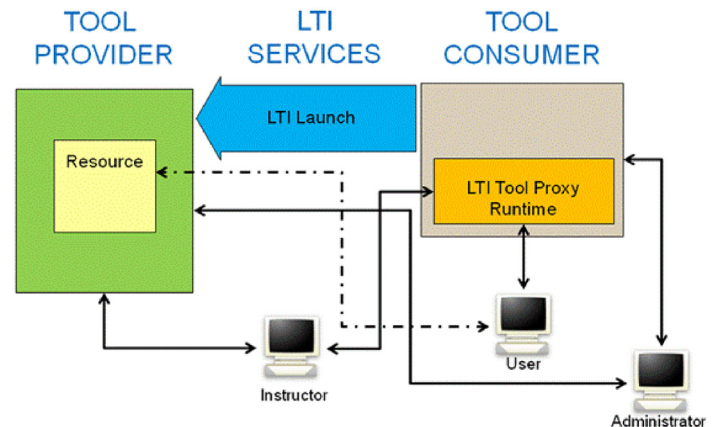 TOOL
PROVIDER
LTI
SERVICES
TOOL
CONSUMER
LTI Launch
Resource
LTI Tool Proxy
Runtime
User
Instructor
Administrator